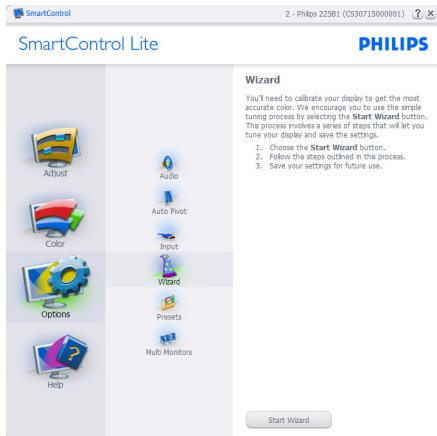 SmartControl
2 - Philips 225B1 (CS30715000001)
SmartControl Lite
PHILIPS
Adjust
Color
Options
Help
Audio
Auto Pivot
Input
Wizard
Presets
Multi Monitors
Wizard
You'll need to calibrate your display to get the most
accurate color. We encourage you to use the simple
tuning process by selecting the Start Wizard button.
This process involves a series of steps that will let you
tune your display and save the settings.
1. Choose the Start Wizard button.
2. Follow the steps outlined in this process.
3. Save your settings for future use.
Start Wizard